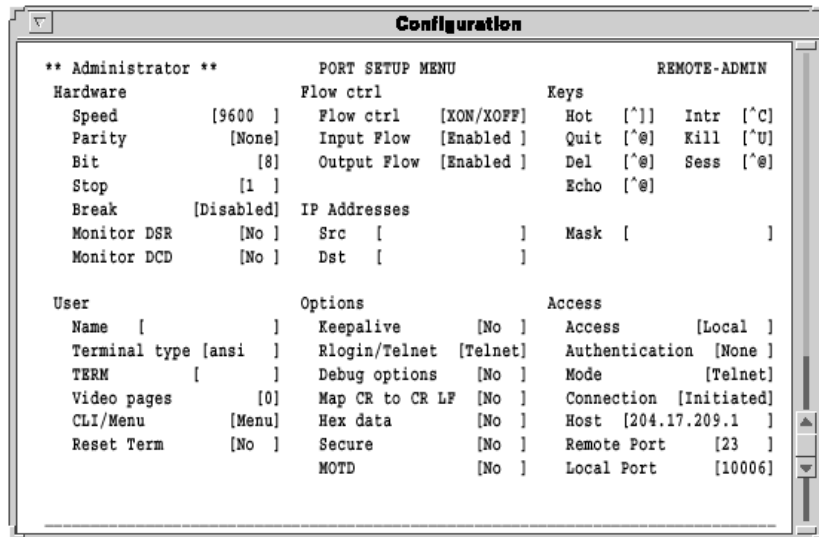 Configuration
** Administrator ** PORT SETUP MENU REMOTE-ADMIN
Hardware Flow ctrl Keys
Speed [9600 ] Flow ctrl [XON/XOFF] Hot [^]] Intr [^C]
Parity [None] Input Flow [Enabled ] Quit [^@] Kill [^U]
Bit [8] Output Flow [Enabled ] Del [^@] Sess [^@]
Stop [1 ] Echo [^@]
Break [Disabled] IP Addresses
Monitor DSR [No ] Src [ ] Mask [ ]
Monitor DCD [No ] Dst [ ]
User Options Access
Name [ ] Keepalive [No ] Access [Local ]
Terminal type [ansi ] Rlogin/Telnet [Telnet] Authentication [None ]
TERM [ ] Debug options [No ] Mode [Telnet]
Video pages [0] Map CR to CR LF [No ] Connection [Initiated]
CLI/Menu [Menu] Hex data [No ] Host [204.17.209.1 ]
Reset Term [No ] Secure [No ] Remote Port [23 ]
MOTD [No ] Local Port [10006]